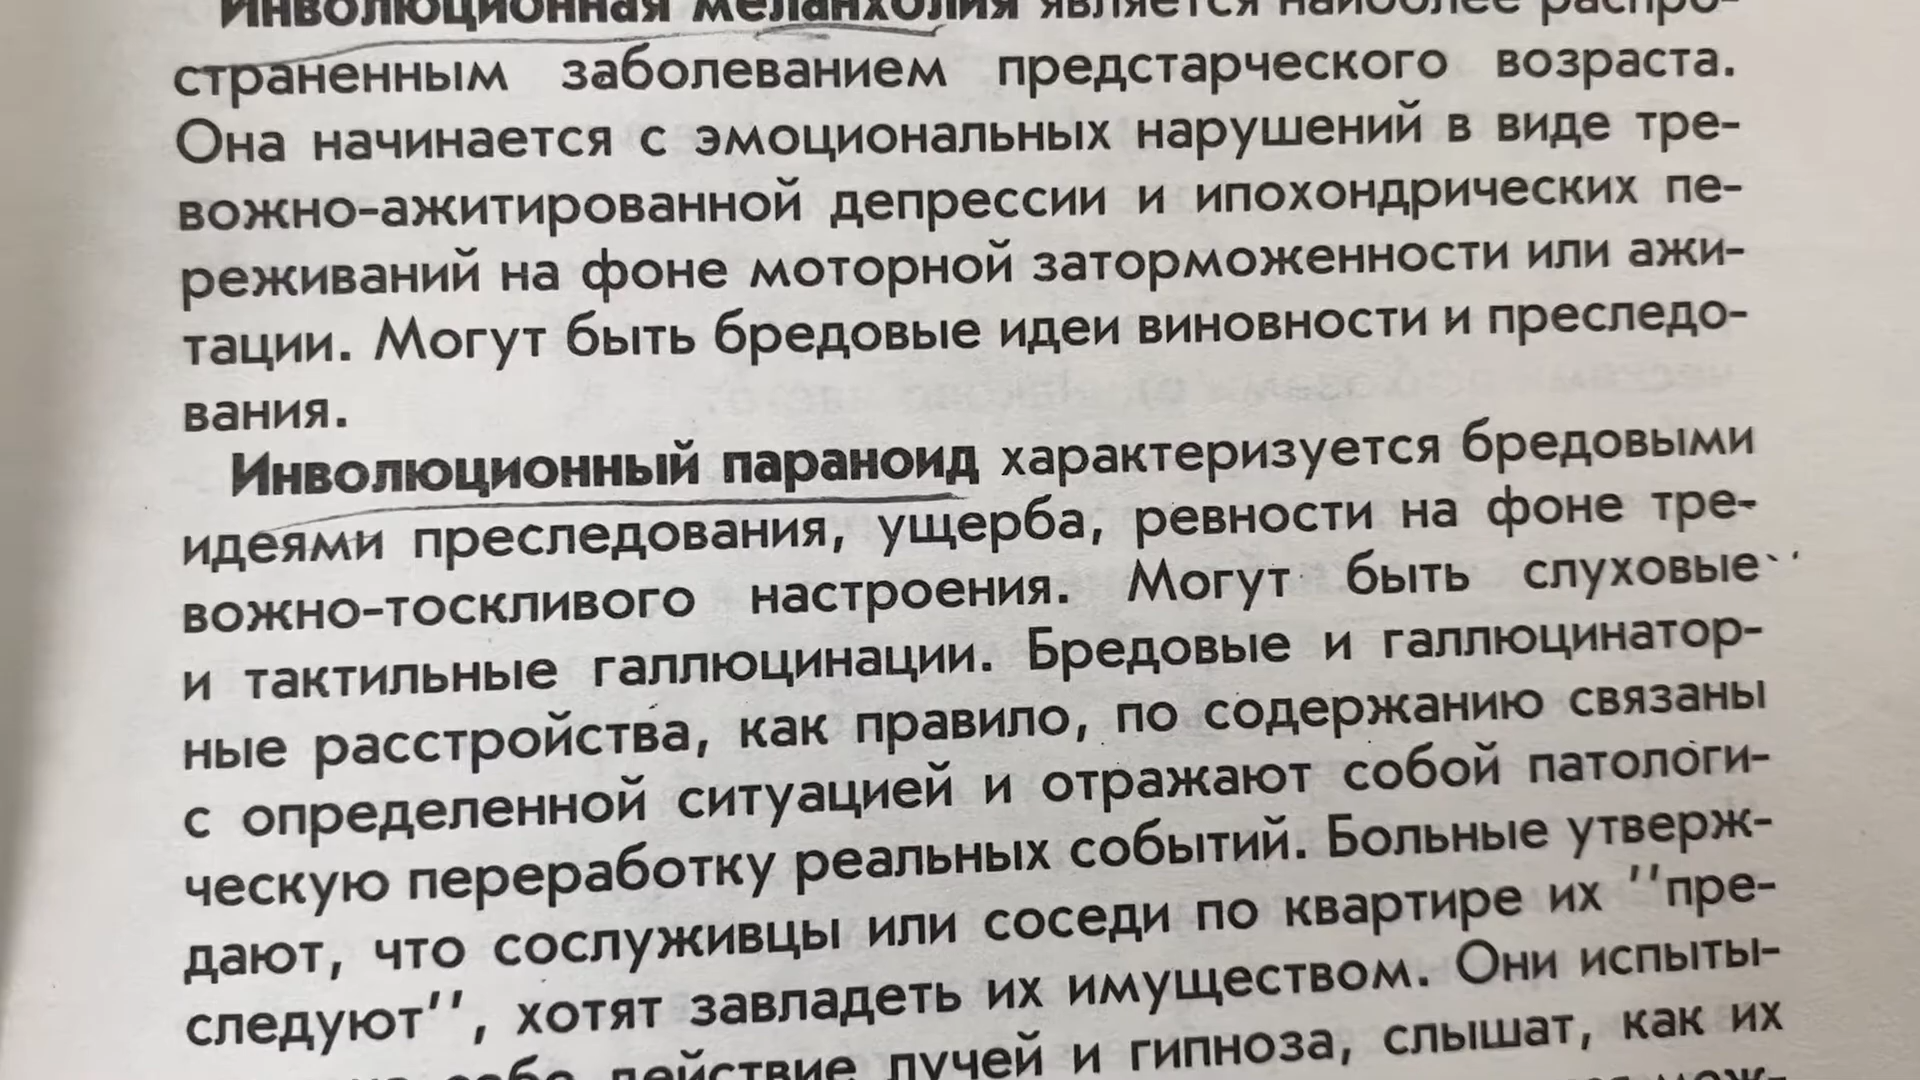 Инволюционная меланхолия является наиболее распро-
страненным заболеванием предстарческого возраста.
Она начинается с эмоциональных нарушений в виде тре-
вожно-ажитированной депрессии и ипохондрических пе-
реживаний на фоне моторной заторможенности или ажи-
тации. Могут быть бредовые идеи виновности и преследо-
вания.
Инволюционный параноид характеризуется бредовыми
идеями преследования, ущерба, ревности на фоне тре-
вожно-тоскливого настроения. Могут быть слуховые
и тактильные галлюцинации. Бредовые и галлюцинатор-
ные расстройства, как правило, по содержанию связаны
с определенной ситуацией и отражают собой патологи-
ческую переработку реальных событий. Больные утверж-
дают, что сослуживцы или соседи по квартире их "пре-
следуют", хотят завладеть их имуществом. Они испыты-
себе действие лучей и гипноза, слышат, как их